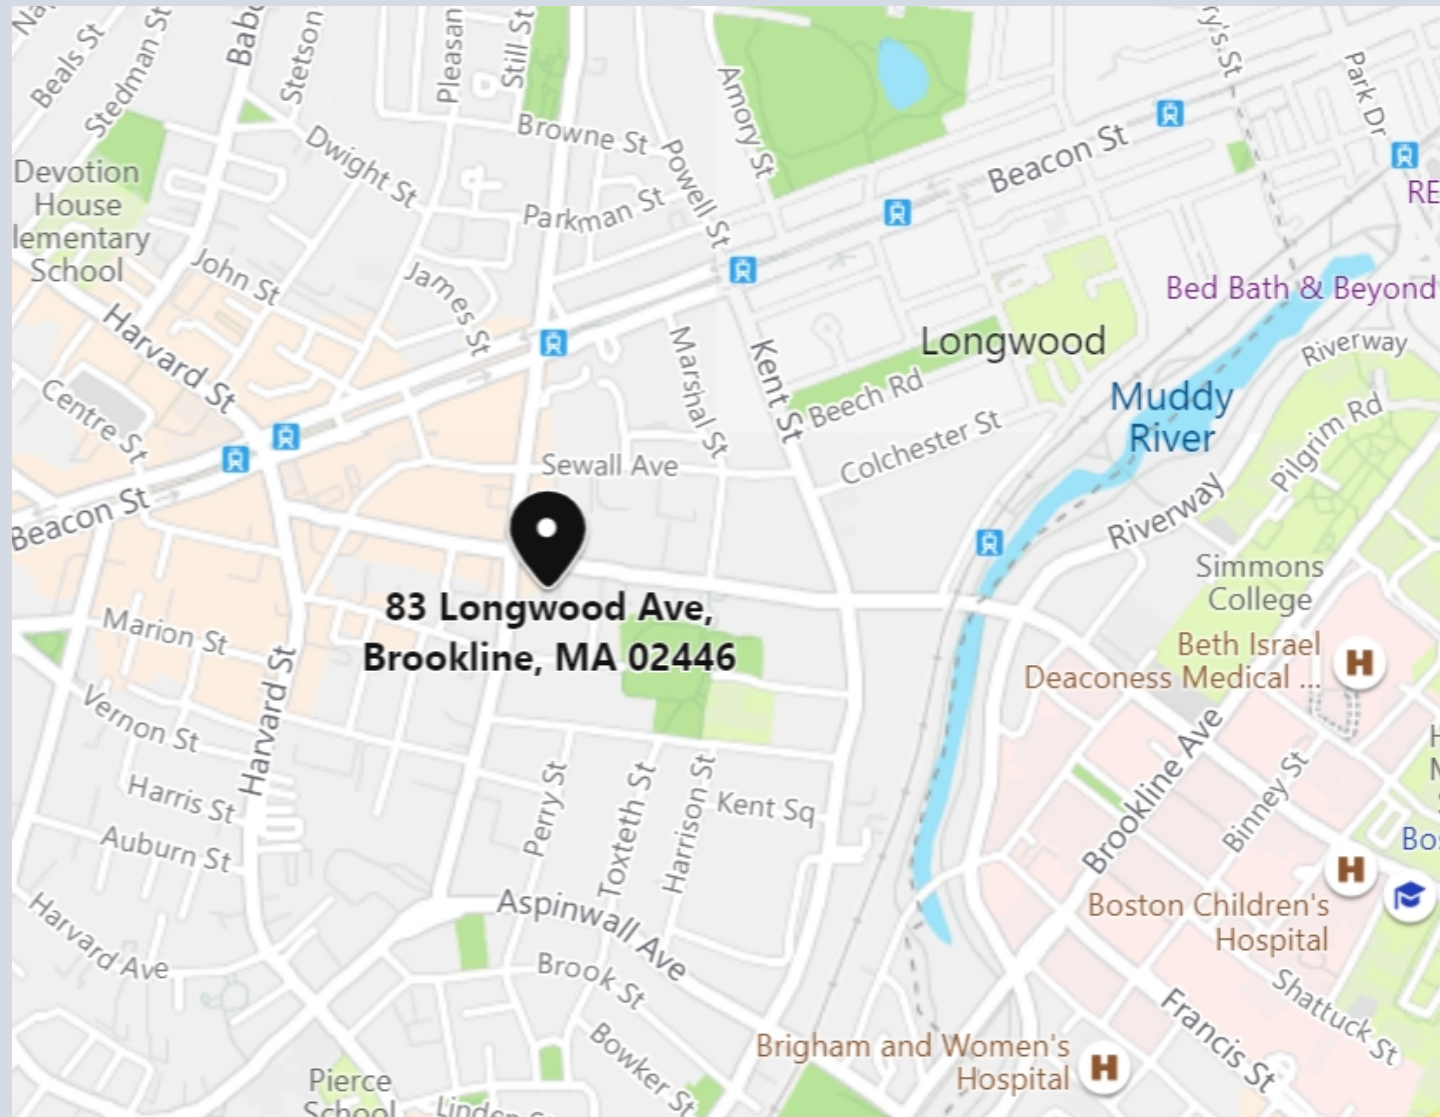 Beals St
Stedman St
Stetson
Pleasan
Still St
Amory St
Park Dr
Browne St
Dwight St
Powell St
Beacon St
Devotion
House
lementary
School
Parkman St
RE
John St
James St
Bed Bath & Beyond
Harvard St
Marshal St
Kent St
Longwood
Riverway
Beech Rd
Muddy
River
Centre St
Pilgrim Rd
Colchester St
Sewall Ave
Beacon St
Riverway
Simmons
College
83 Longwood Ave,
Brookline, MA 02446
Marion St
Beth Israel
Deaconess Medical ...
H
Vernon St
Harvard St
Brookline Ave
Binney St
Harris St
Perry St
Toxteth St
Harrison St
Kent Sq
Auburn St
Bos
H
Aspinwall Ave
Boston Children's
Hospital
Harvard Ave
Brook St
Shattuck St
Francis St
Bowker St
Brigham and Women's
Hospital
H
Pierce
School